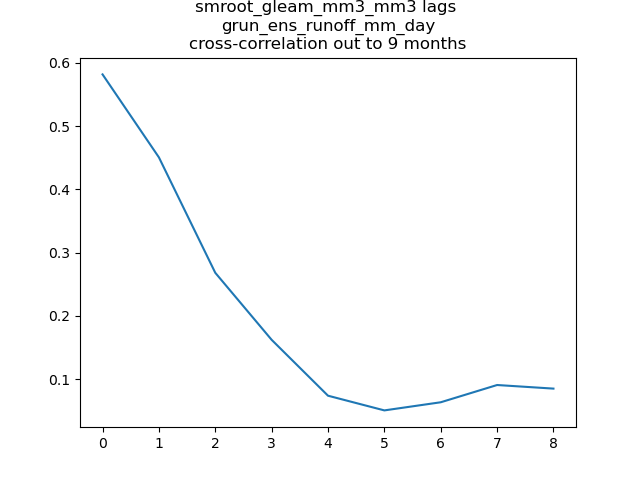 smroot_gleam_mm3_mm3 lags
grun_ens_runoff_mm_day
cross-correlation out to 9 months
0.6
0.5
0.4
0.3
0.2
0.1
0 1 2 3 4 5 6 7 8